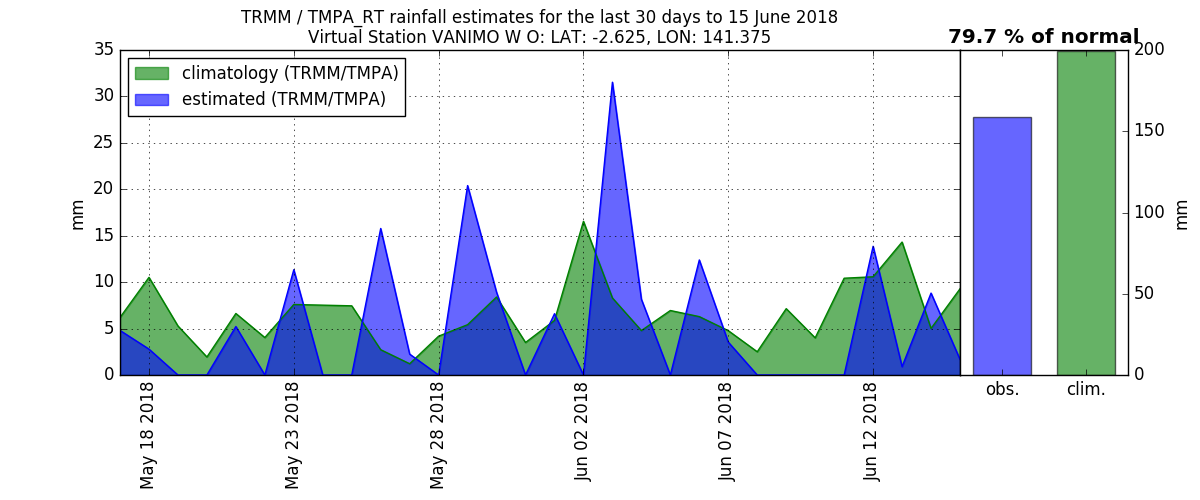 TRMM / TMPA_RT rainfall estimates for the last 30 days to 15 June 2018
Virtual Station VANIMO W O: LAT: -2.625, LON: 141.375
79.7 % of normal
climatology (TRMM/TMPA)
estimated (TRMM/TMPA)
35
30
25
20
15
10
5
0
mm
May 18 2018
May 23 2018
May 28 2018
Jun 02 2018
Jun 07 2018
Jun 12 2018
obs.
clim.
200
150
100
50
0
mm